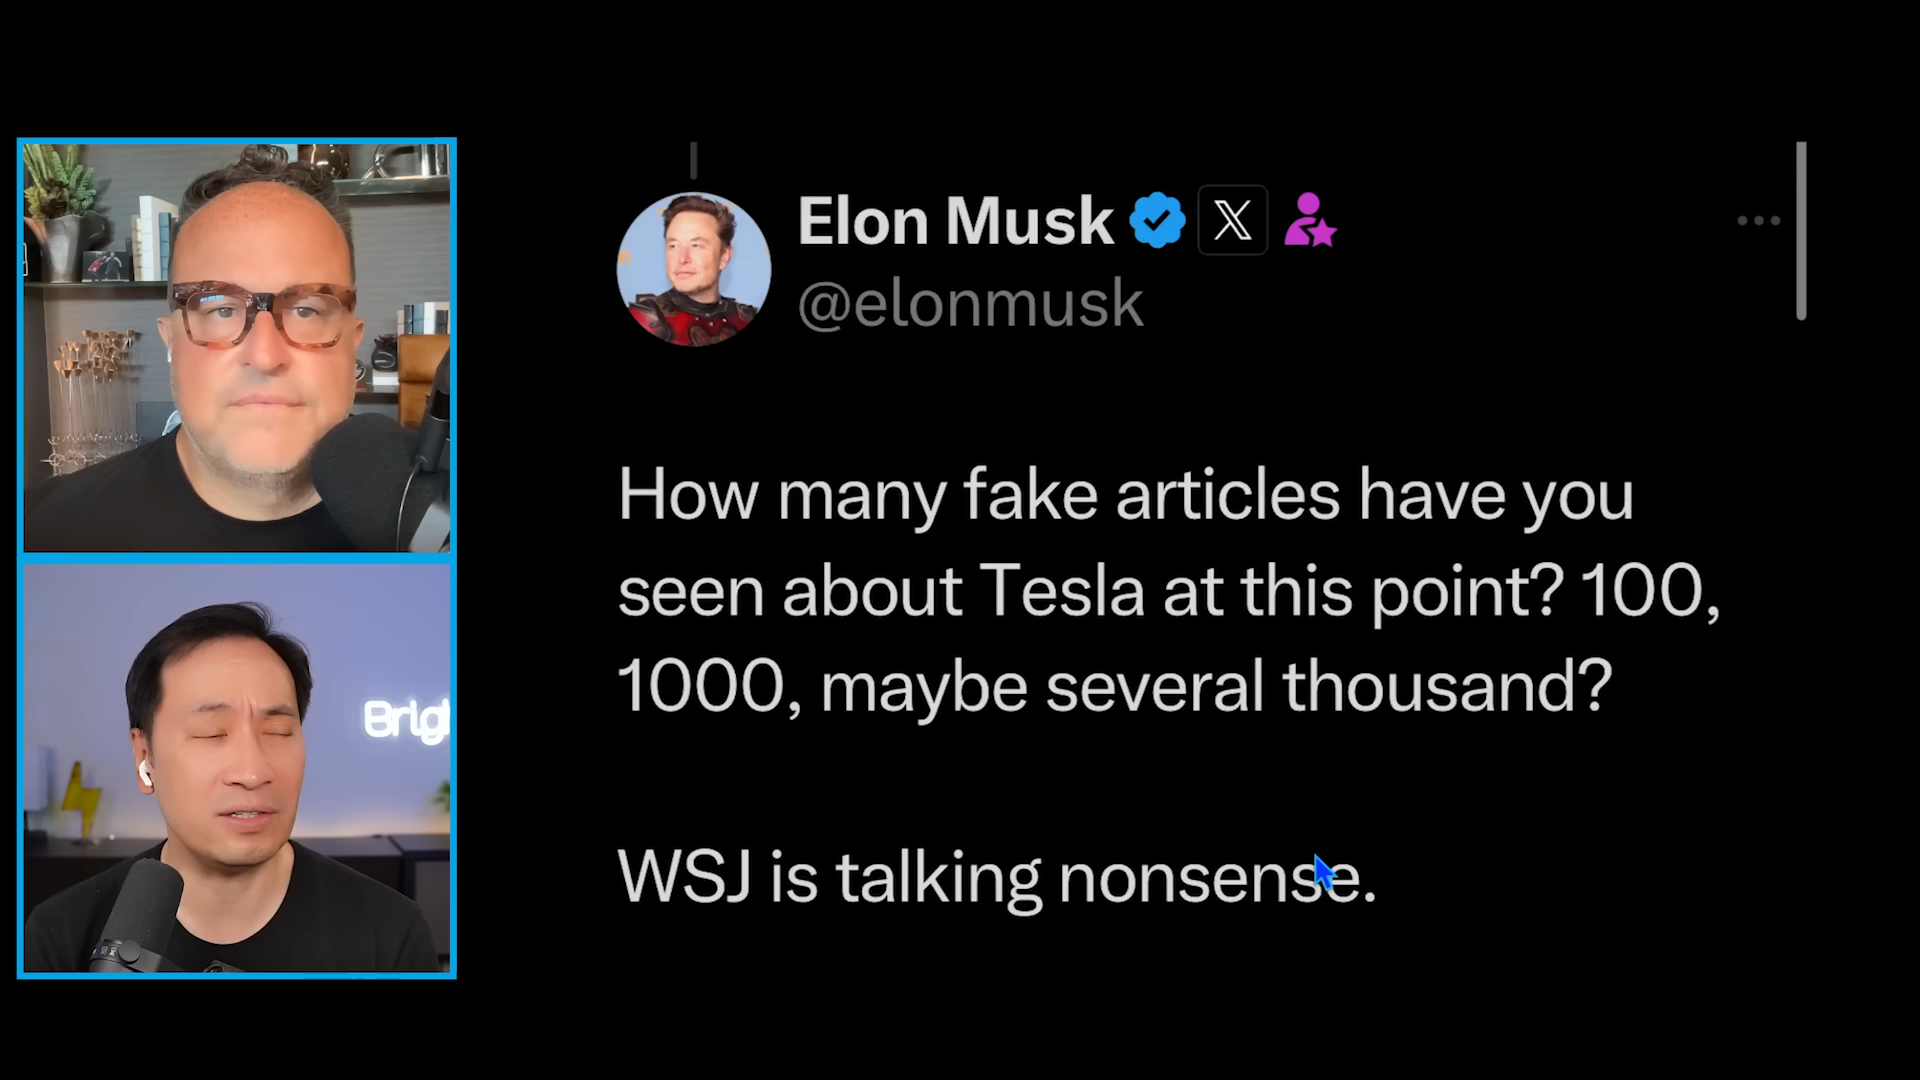 Elon Musk
@elonmusk
How many fake articles have you
seen about Tesla at this point? 100,
1000, maybe several thousand?
WSJ is talking nonsense.
Brig